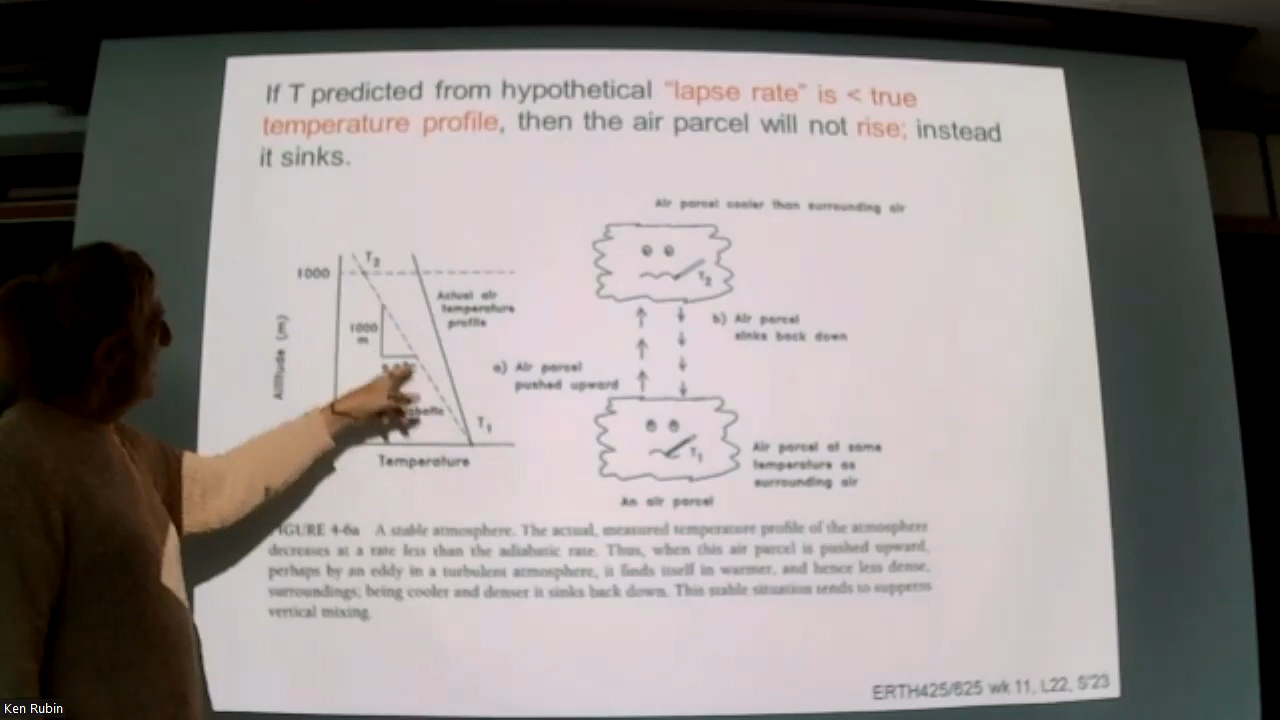 If T predicted from hypothetical "lapse rate" is < true
temperature profile, then the air parcel will not rise; instead
it sinks.
Air parcel cooler than surrounding air
1000
T2
Altitude (m)
1000
m
Actual air
temperature
profile
T1
Temperature
T2
a) Air parcel
pushed upward
b) Air parcel
sinks back down
T1
Air parcel at same
temperature as
surrounding air
An air parcel
FIGURE 4-6a A stable atmosphere. The actual, measured temperature profile of the atmosphere
decreases at a rate less than the adiabatic rate. Thus, when this air parcel is pushed upward,
perhaps by an eddy in a turbulent atmosphere, it finds itself in warmer, and hence less dense,
surroundings; being cooler and denser it sinks back down. This stable situation tends to suppress
vertical mixing.
ERTH425/625 wk 11, L22, S'23
Ken Rubin